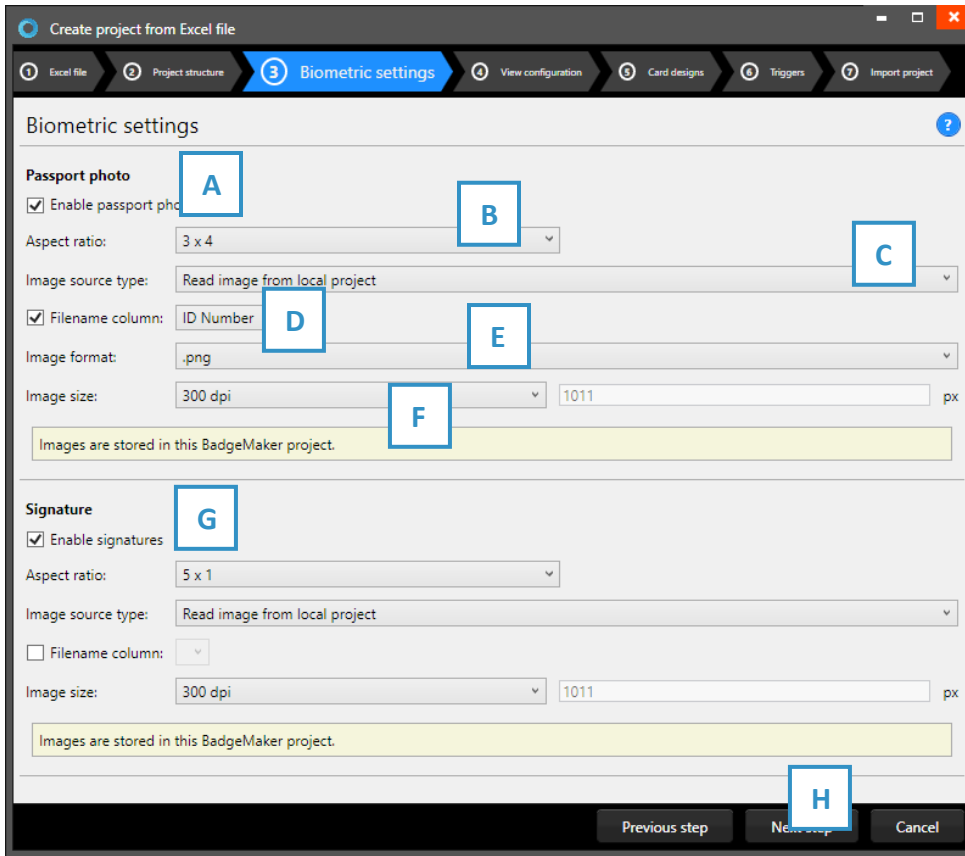 Create project from Excel file
1 Excel file 2 Project structure 3 Biometric settings 4 View configuration 5 Card designs 6 Triggers 7 Import project
Biometric settings ?
Passport photo A
Enable passport pho
Aspect ratio: 3 x 4 B
Image source type: Read image from local project C
Filename column: ID Number D
Image format: .png E
Image size: 300 dpi 1011 px
F
Images are stored in this BadgeMaker project.
Signature G
Enable signatures
Aspect ratio: 5 x 1
Image source type: Read image from local project
Filename column:
Image size: 300 dpi 1011 px
Images are stored in this BadgeMaker project.
H
Previous step Next step Cancel